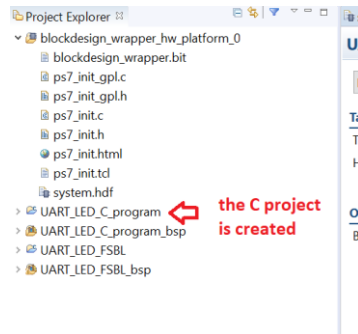 Project Explorer
blockdesign_wrapper_hw_platform_0
blockdesign_wrapper.bit
ps7_init_gpl.c
ps7_init_gpl.h
ps7_init.c
ps7_init.h
ps7_init.html
ps7_init.tcl
system.hdf
UART_LED_C_program
UART_LED_C_program_bsp
UART_LED_FSBL
UART_LED_FSBL_bsp
the C project
is created